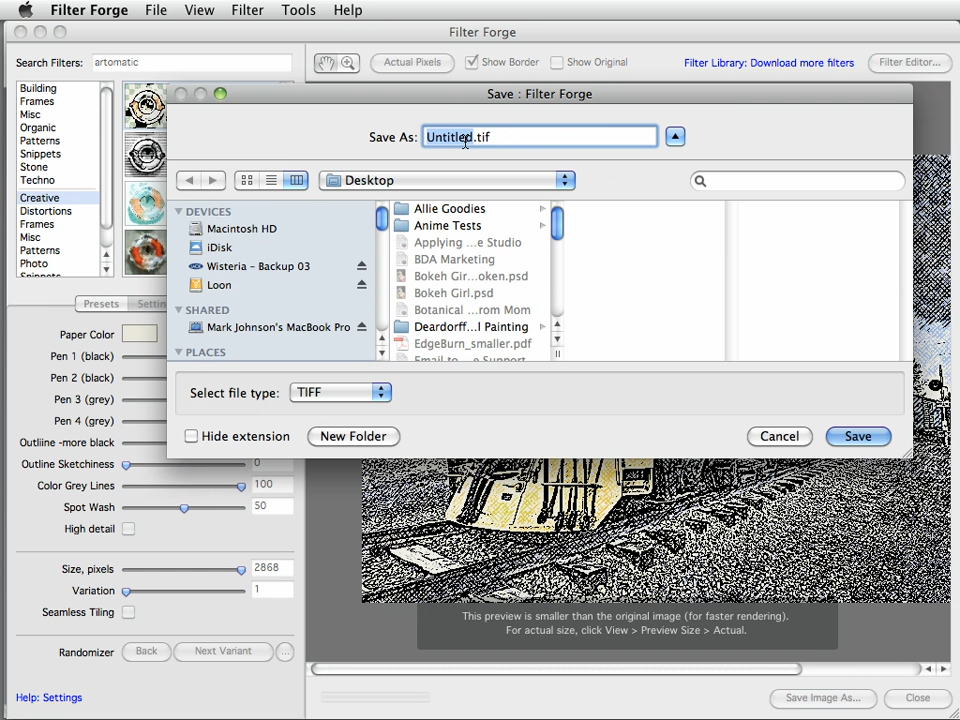 Filter Forge File View Filter Tools Help
Filter Forge
Search Filters: artomatic
Actual Pixels Show Border Show Original Filter Library: Download more filters Filter Editor...
Building
Frames
Misc
Organic
Patterns
Snippets
Stone
Techno
Creative
Distortions
Frames
Misc
Patterns
Photo
Snippets
Save : Filter Forge
Save As: Untitled.tif
Desktop
DEVICES
Macintosh HD
iDisk
Wisteria – Backup 03
Loon
SHARED
Mark Johnson's MacBook Pro
PLACES
Allie Goodies
Anime Tests
Applying ...e Studio
BDA Marketing
Bokeh Gir...oken.psd
Bokeh Girl.psd
Botanical ...rom Mom
Deardorff...l Painting
EdgeBurn_smaller.pdf
Email to ...e Support
Select file type: TIFF
Hide extension New Folder Cancel Save
Presets
Paper Color
Pen 1 (black)
Pen 2 (black)
Pen 3 (grey)
Pen 4 (grey)
Outliine -more black
Outline Sketchiness 0
Color Grey Lines 100
Spot Wash 50
High detail
Size, pixels 2868
Variation 1
Seamless Tiling
Randomizer Back Next Variant ...
Help: Settings
This preview is smaller than the original image (for faster rendering).
For actual size, click View > Preview Size > Actual.
Save Image As... Close